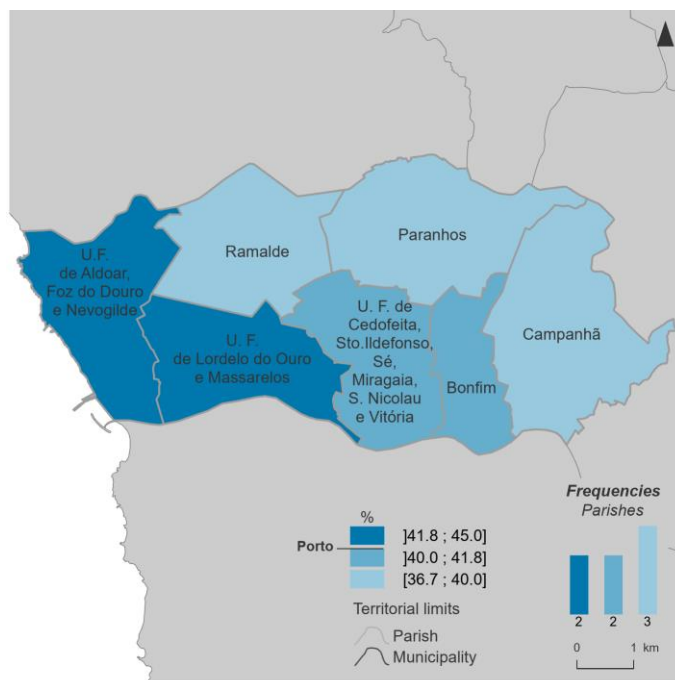 U.F.
de Aldoar,
Foz do Douro
e Nevogilde
Ramalde
Paranhos
U. F.
de Lordelo do Ouro
e Massarelos
U. F. de
Cedofeita,
Sto.Ildefonso,
Sé,
Miragaia,
S. Nicolau
e Vitória
Bonfim
Campanhã
%
Porto
]41.8 ; 45.0]
]40.0 ; 41.8]
[36.7 ; 40.0]
Territorial limits
Parish
Municipality
Frequencies
Parishes
2 2 3
0 1 km